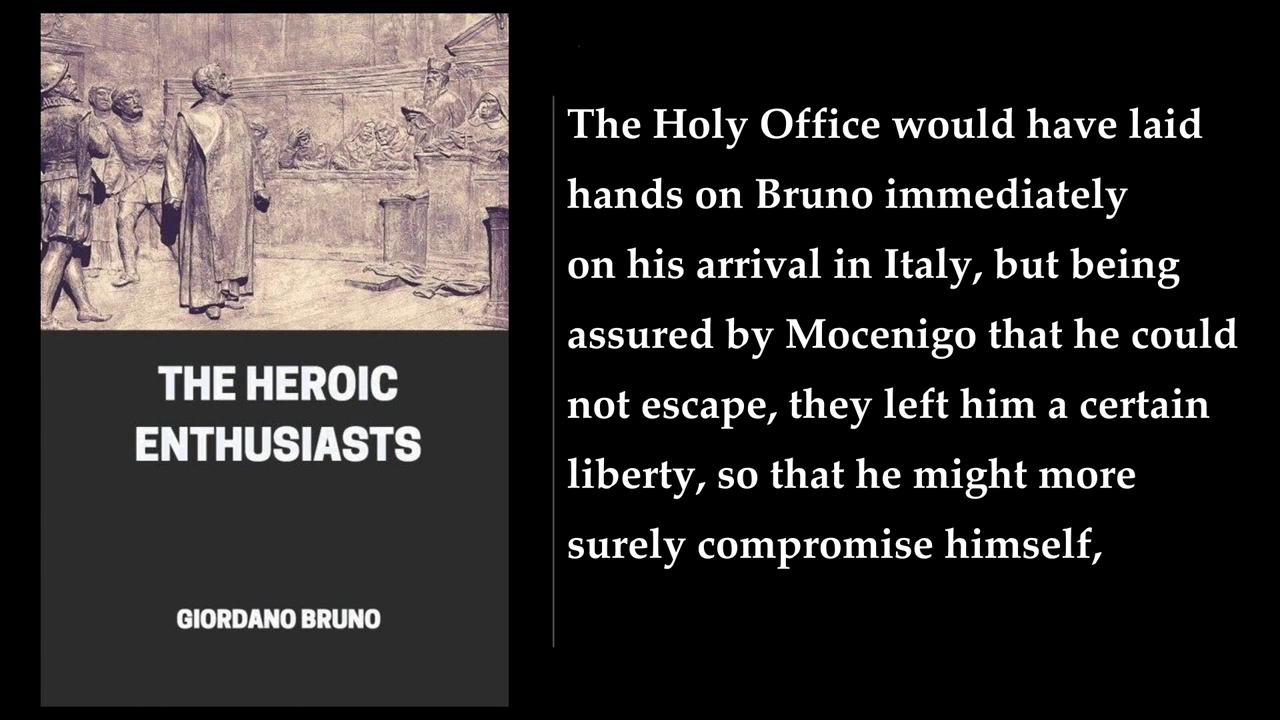 THE HEROIC
ENTHUSIASTS
GIORDANO BRUNO
The Holy Office would have laid
hands on Bruno immediately
on his arrival in Italy, but being
assured by Mocenigo that he could
not escape, they left him a certain
liberty, so that he might more
surely compromise himself,